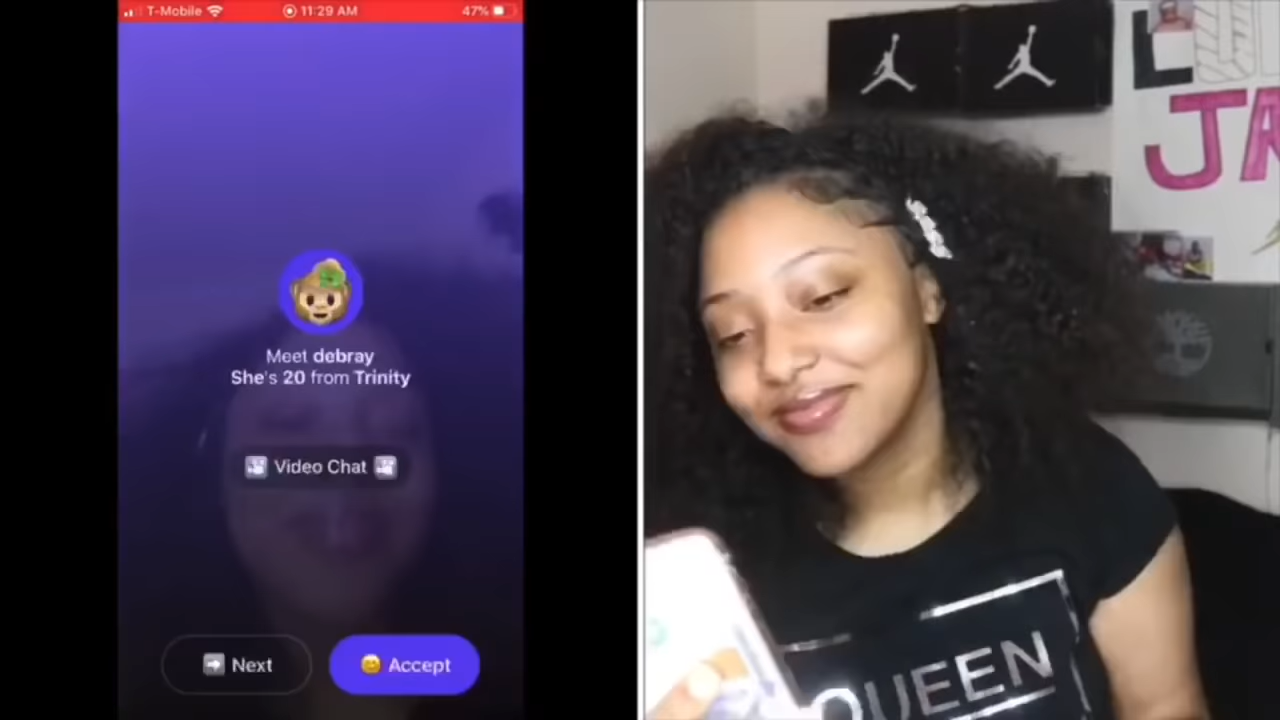 T-Mobile 11:29 AM 47%
Meet debray
She's 20 from Trinity
Video Chat
Next Accept
JA
QUEEN